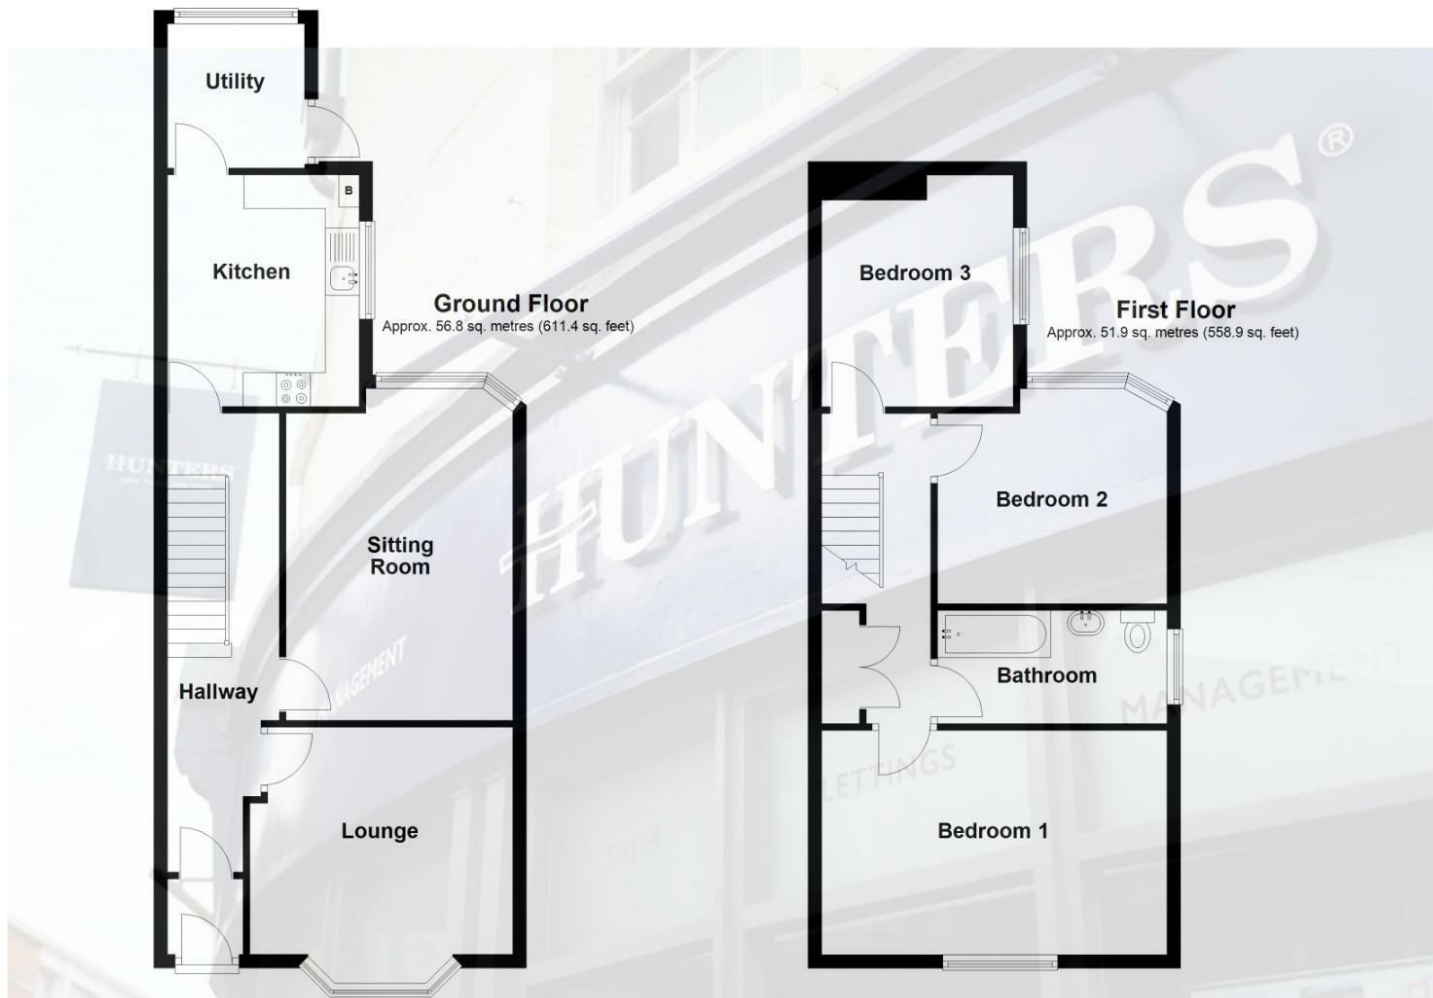 Utility
B
Kitchen
Ground Floor
Approx. 56.8 sq. metres (611.4 sq. feet)
Sitting
Room
Hallway
Lounge
Bedroom 3
First Floor
Approx. 51.9 sq. metres (558.9 sq. feet)
Bedroom 2
Bathroom
Bedroom 1
HUNTERS®
HUNTERS
MANAGEMENT
MANAGEMENT
LETTINGS
SALES